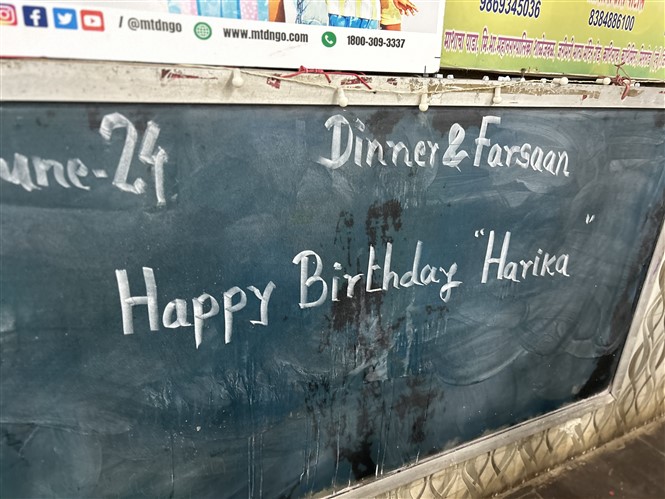 / @mtdngo www.mtdngo.com 1800-309-3337
9869345036
8384886100
une-24 Dinner & Farsaan
Happy Birthday "Harika"